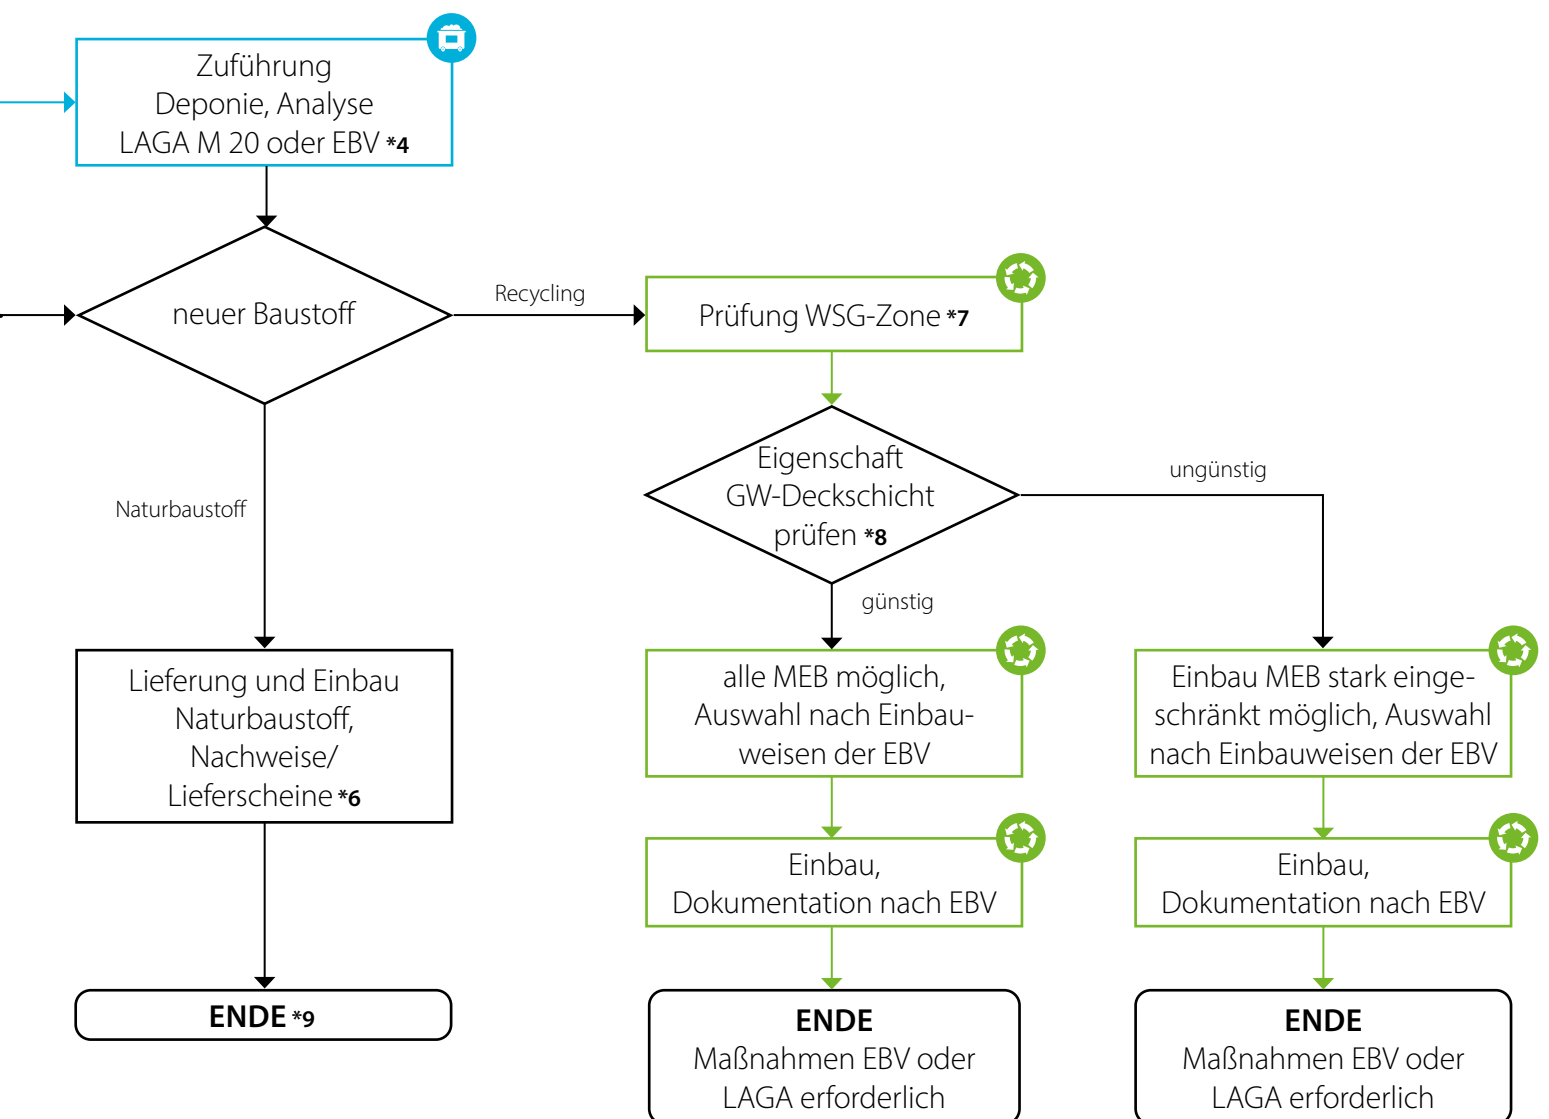 Zuführung
Deponie, Analyse
LAGA M 20 oder EBV *4
neuer Baustoff
Recycling
Prüfung WSG-Zone *7
Eigenschaft
GW-Deckschicht
prüfen *8
ungünstig
günstig
Naturbaustoff
Lieferung und Einbau
Naturbaustoff,
Nachweise/
Lieferscheine *6
alle MEB möglich,
Auswahl nach Einbau-
weisen der EBV
Einbau MEB stark einge-
schränkt möglich, Auswahl
nach Einbauweisen der EBV
Einbau,
Dokumentation nach EBV
Einbau,
Dokumentation nach EBV
ENDE *9
ENDE
Maßnahmen EBV oder
LAGA erforderlich
ENDE
Maßnahmen EBV oder
LAGA erforderlich